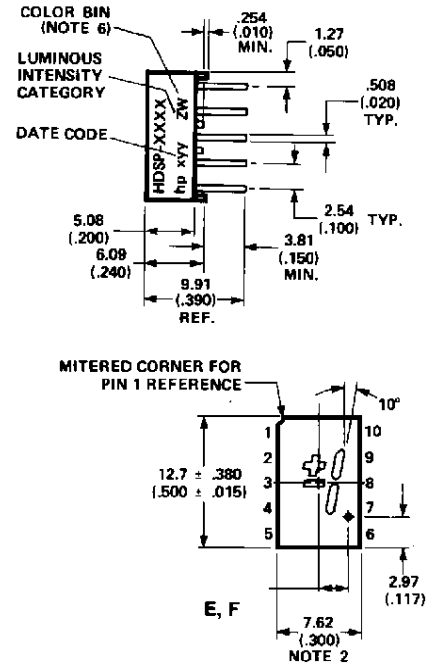 COLOR BIN
(NOTE 6)
LUMINOUS
INTENSITY
CATEGORY
DATE CODE
HDSP-XXXX
ZW
hp xyy
.254
(.010)
MIN.
1.27
(.050)
.508
(.020)
TYP.
2.54
(.100)
TYP.
5.08
(.200)
6.09
(.240)
3.81
(.150)
MIN.
9.91
(.390)
REF.
MITERED CORNER FOR
PIN 1 REFERENCE
10°
1 10
2 9
3 8
4 7
5 6
12.7 ± .380
(.500 ± .015)
2.97
(.117)
E, F
7.62
(.300)
NOTE 2